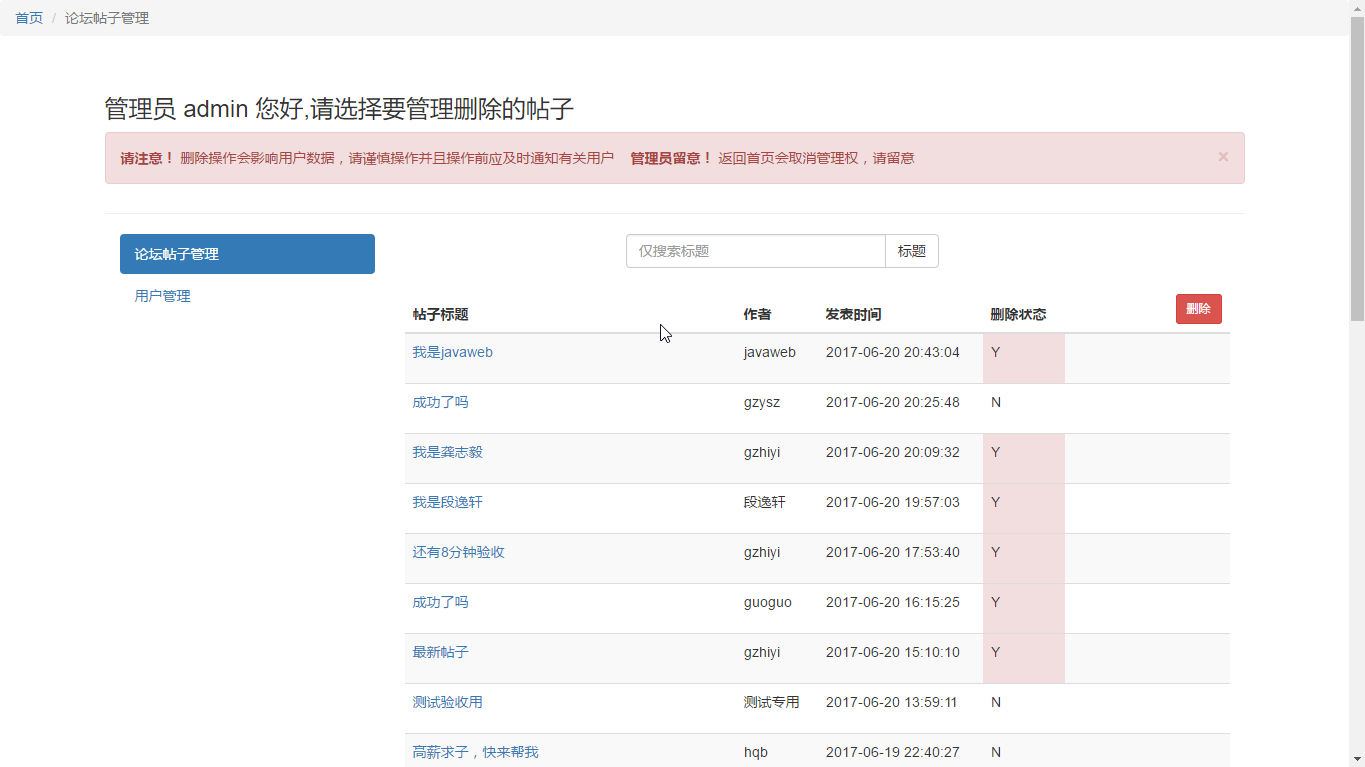 首页 / 论坛帖子管理
管理员 admin 您好,请选择要管理删除的帖子
请注意！ 删除操作会影响用户数据，请谨慎操作并且操作前应及时通知有关用户 管理员留意！ 返回首页会取消管理权，请留意 ×
论坛帖子管理
用户管理
仅搜索标题 标题
帖子标题 作者 发表时间 删除状态 删除
我是javaweb javaweb 2017-06-20 20:43:04 Y
成功了吗 gzysz 2017-06-20 20:25:48 N
我是龚志毅 gzhiyi 2017-06-20 20:09:32 Y
我是段逸轩 段逸轩 2017-06-20 19:57:03 Y
还有8分钟验收 gzhiyi 2017-06-20 17:53:40 Y
成功了吗 guoguo 2017-06-20 16:15:25 Y
最新帖子 gzhiyi 2017-06-20 15:10:10 Y
测试验收用 测试专用 2017-06-20 13:59:11 N
高薪求子，快来帮我 hqb 2017-06-19 22:40:27 N